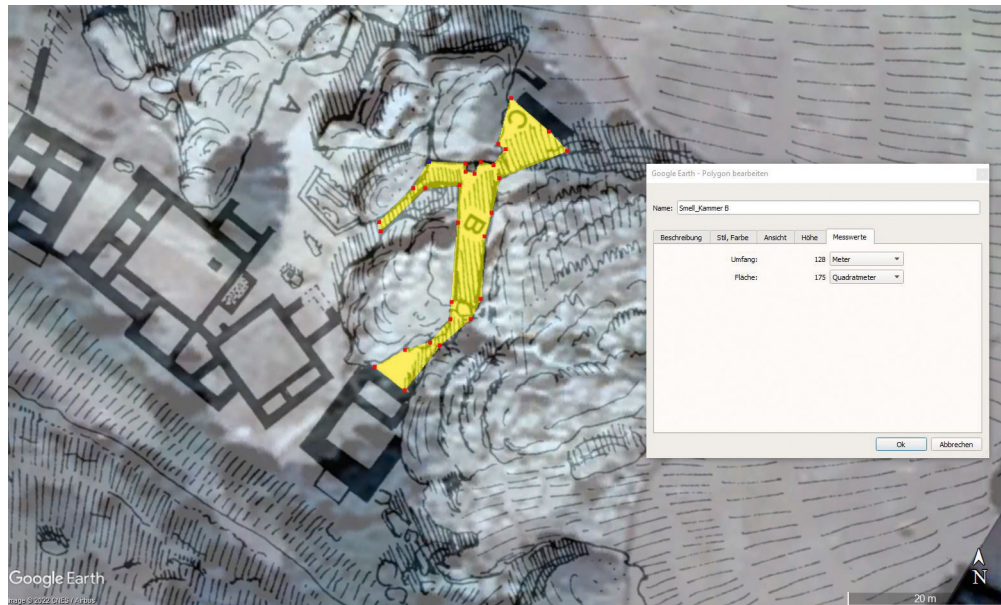 A
C
B
D
Google Earth - Polygon bearbeiten
Name: Smell_Kammer B
Beschreibung Stil, Farbe Ansicht Höhe Messwerte
Umfang: 128 Meter
Fläche: 175 Quadratmeter
Ok Abbrechen
Google Earth
N
Image © 2022 CNES / Airbus
20 m